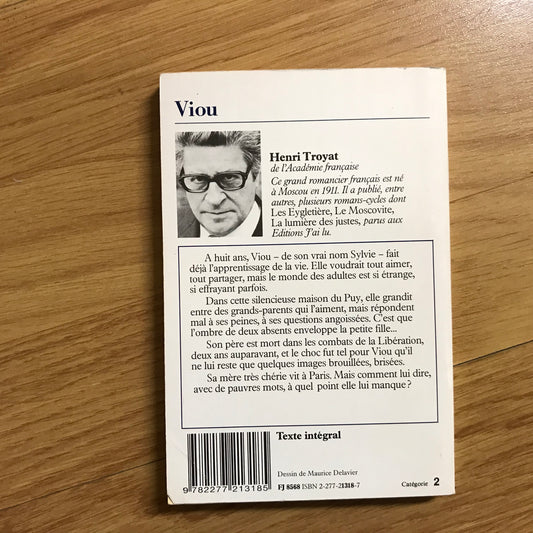 Viou
Henri Troyat
de l'Académie française
Ce grand romancier français est né
à Moscou en 1911. Il a publié, entre
autres, plusieurs romans-cycles dont
Les Eygletière, Le Moscovite,
La lumière des justes, parus aux
Editions J'ai lu.
A huit ans, Viou – de son vrai nom Sylvie – fait
déjà l'apprentissage de la vie. Elle voudrait tout aimer,
tout partager, mais le monde des adultes est si étrange,
si effrayant parfois.
Dans cette silencieuse maison du Puy, elle grandit
entre des grands-parents qui l'aiment, mais répondent
mal à ses peines, à ses questions angoissées. C'est que
l'ombre de deux absents enveloppe la petite fille...
Son père est mort dans les combats de la Libération,
deux ans auparavant, et le choc fut tel pour Viou qu'il
ne lui reste que quelques images brouillées, brisées.
Sa mère très chérie vit à Paris. Mais comment lui dire,
avec de pauvres mots, à quel point elle lui manque ?
Texte intégral
Dessin de Maurice Delavier
9 782277 213185
FJ 8568 ISBN 2-277-21318-7
Catégorie 2